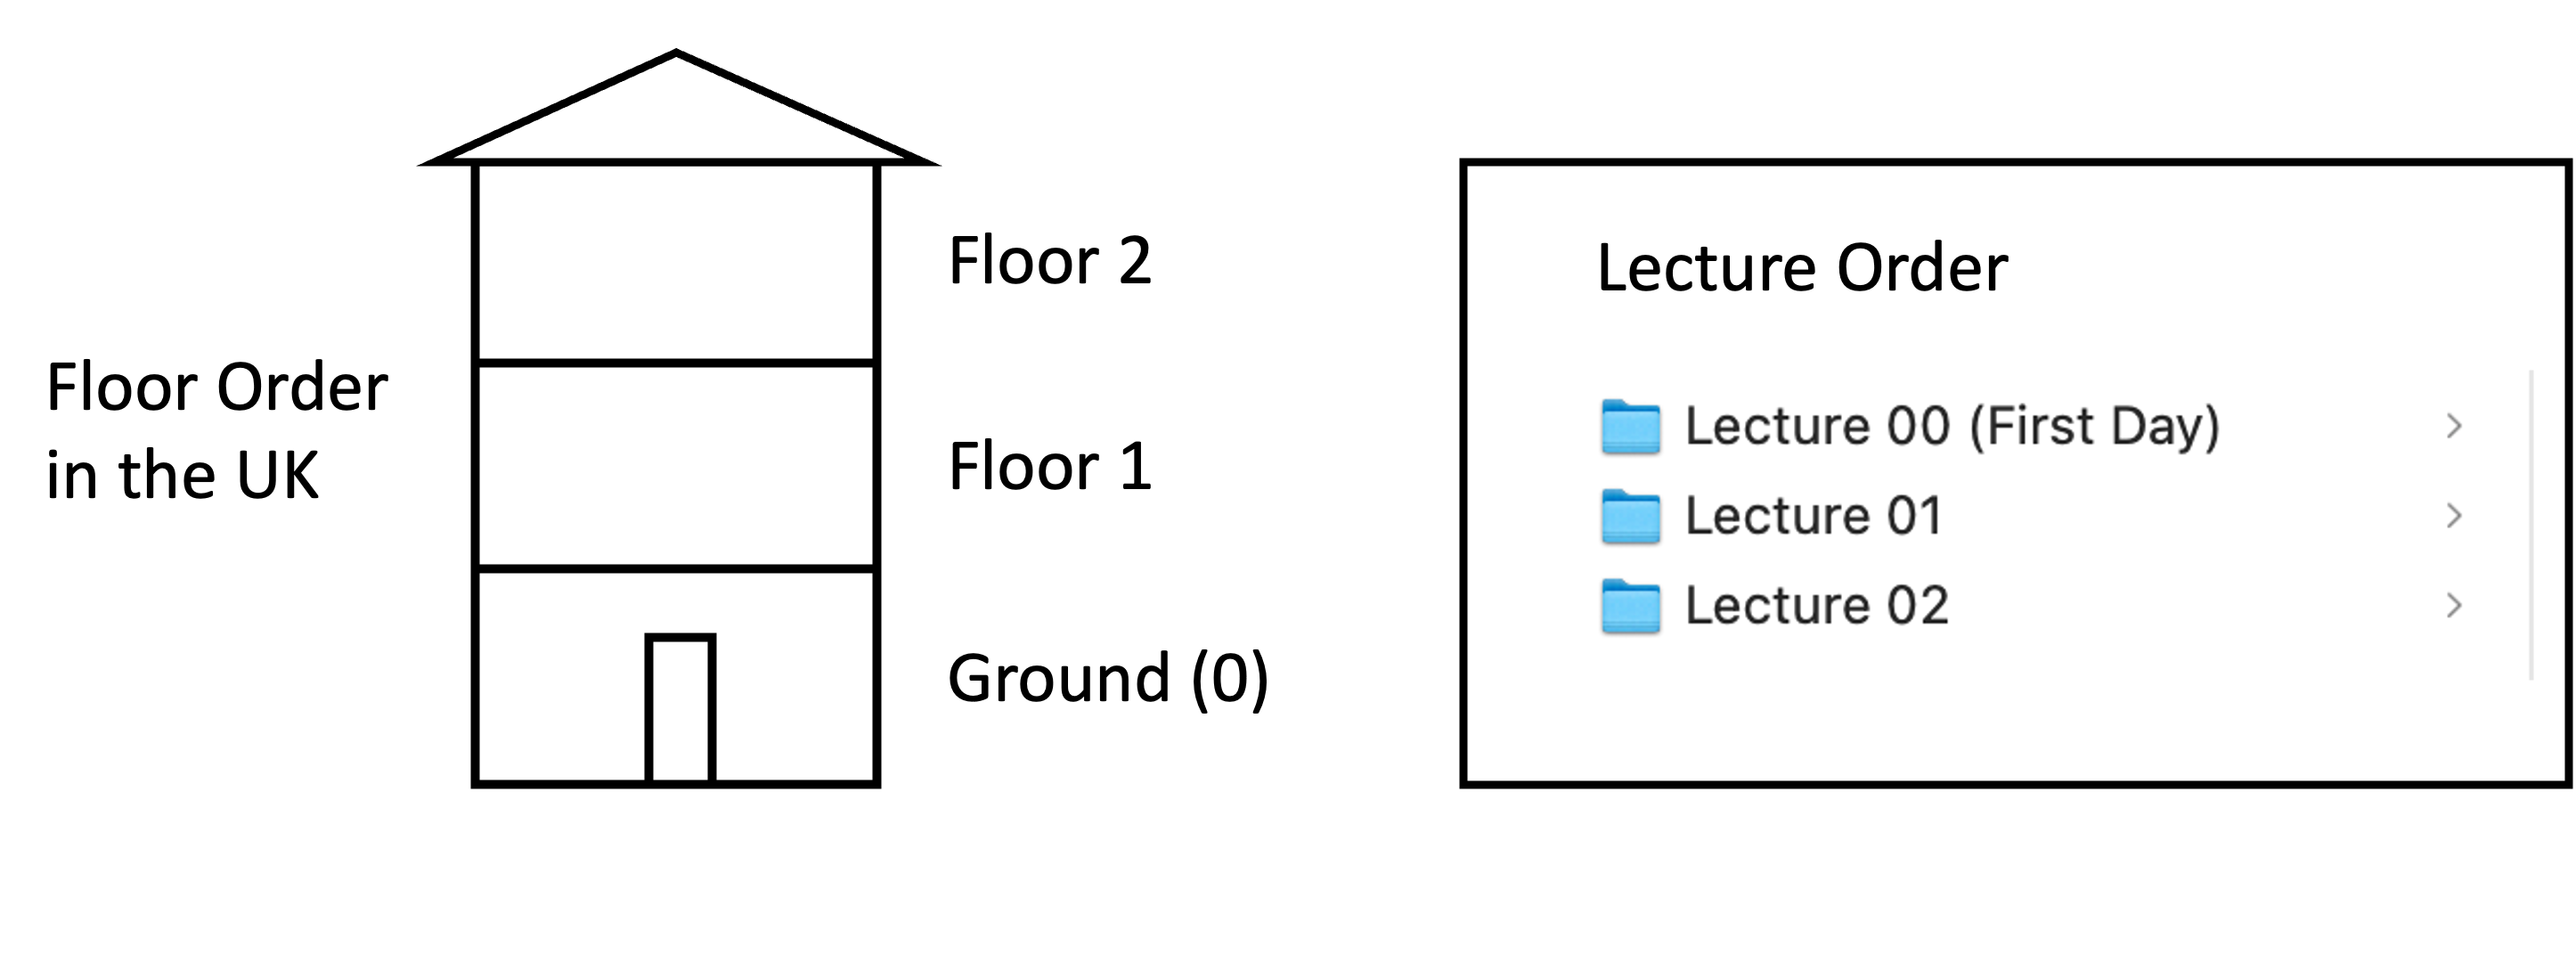 Floor Order
in the UK
Floor 2
Floor 1
Ground (0)
Lecture Order
Lecture 00 (First Day)
Lecture 01
Lecture 02